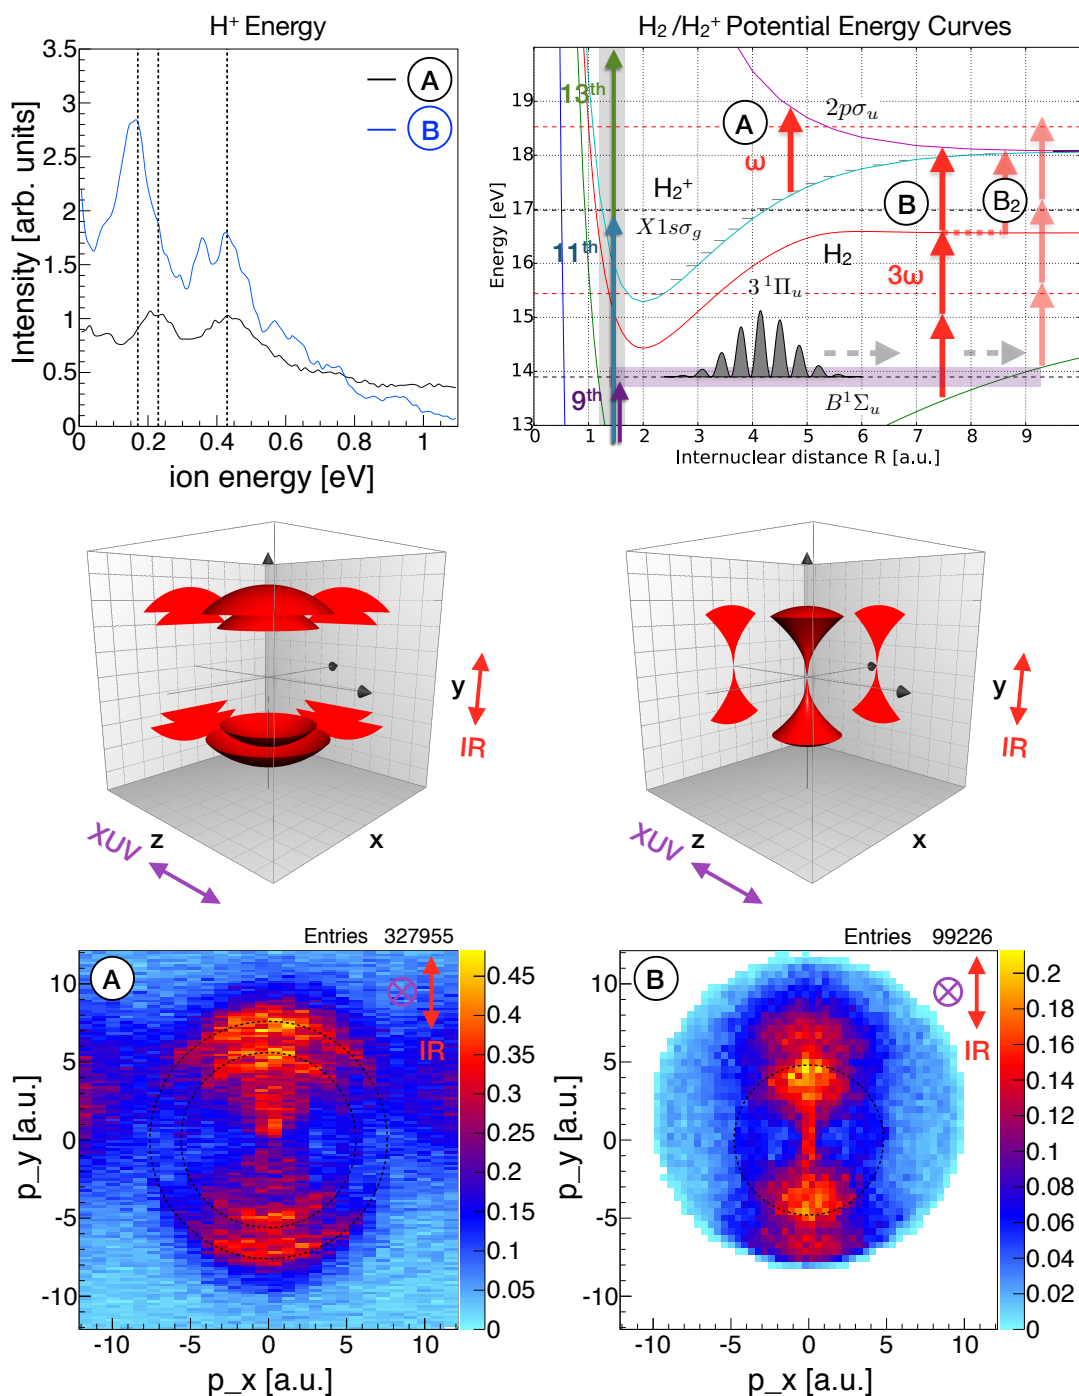 H⁺ Energy
3.5
3
2.5
2
1.5
1
0.5
0
0
0.2
0.4
0.6
0.8
1
Intensity [arb. units]
ion energy [eV]
A
B
H₂/H₂⁺ Potential Energy Curves
19
18
17
16
15
14
13
0
1
2
3
4
5
6
7
8
9
Energy [eV]
Internuclear distance R [a.u.]
13th
11th
9th
A
ω
2pσu
H₂⁺
X1sσg
B
B₂
H₂
3ω
3 ¹Πu
B¹Σu
y
IR
z
x
XUV
y
IR
z
x
XUV
Entries 327955
A
IR
10
5
0
-5
-10
-10
-5
0
5
10
p_y [a.u.]
p_x [a.u.]
0.45
0.4
0.35
0.3
0.25
0.2
0.15
0.1
0.05
0
Entries 99226
B
IR
10
5
0
-5
-10
-10
-5
0
5
10
p_y [a.u.]
p_x [a.u.]
0.2
0.18
0.16
0.14
0.12
0.1
0.08
0.06
0.04
0.02
0